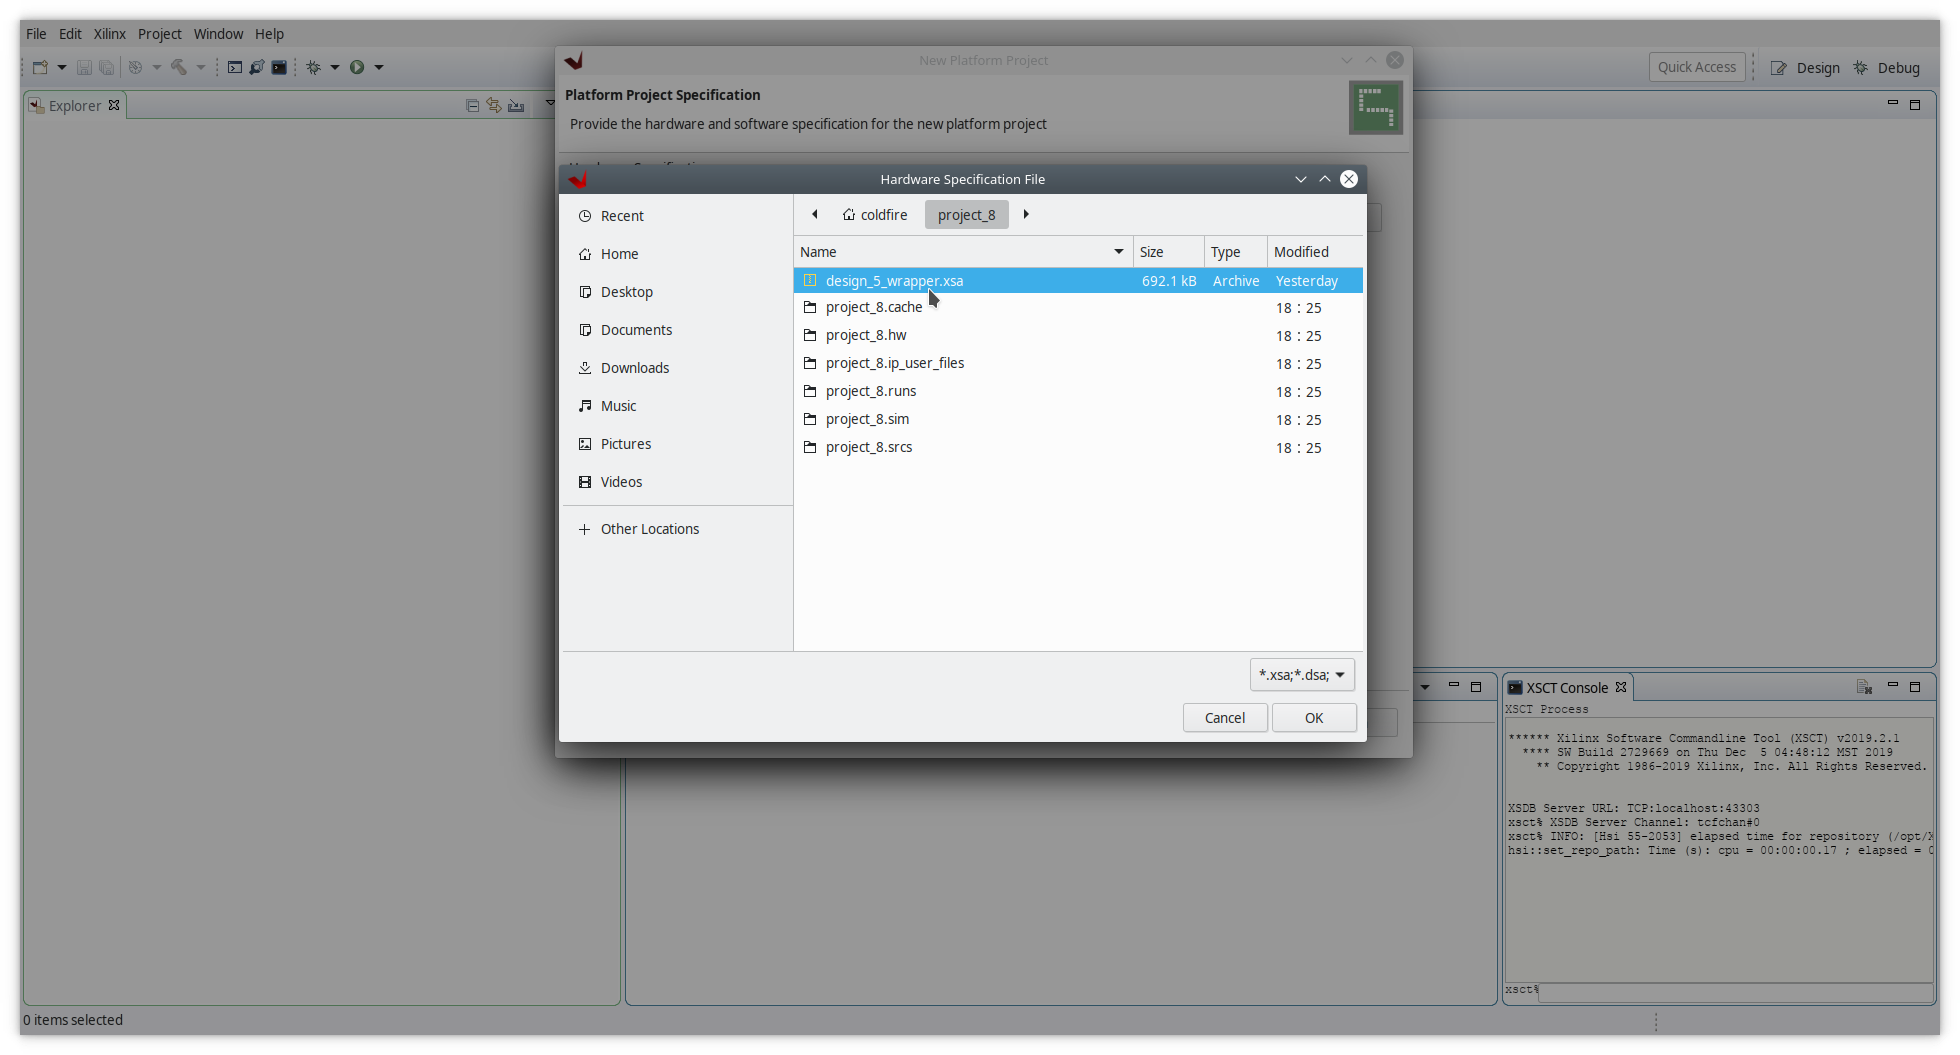 File Edit Xilinx Project Window Help
New Platform Project
Quick Access
Design
Debug
Explorer
Platform Project Specification
Provide the hardware and software specification for the new platform project
Hardware Specification File
Recent
Home
Desktop
Documents
Downloads
Music
Pictures
Videos
Other Locations
coldfire project_8
Name Size Type Modified
design_5_wrapper.xsa 692.1 kB Archive Yesterday
project_8.cache 18 : 25
project_8.hw 18 : 25
project_8.ip_user_files 18 : 25
project_8.runs 18 : 25
project_8.sim 18 : 25
project_8.srcs 18 : 25
*.xsa;*.dsa;
Cancel OK
XSCT Console
XSCT Process
****** Xilinx Software Commandline Tool (XSCT) v2019.2.1
**** SW Build 2729669 on Thu Dec 5 04:48:12 MST 2019
** Copyright 1986-2019 Xilinx, Inc. All Rights Reserved.
XSDB Server URL: TCP:localhost:43303
xsct% XSDB Server Channel: tcfchan#0
xsct% INFO: [Hsi 55-2053] elapsed time for repository (/opt/X
hsi::set_repo_path: Time (s): cpu = 00:00:00.17 ; elapsed = 0
xsct%
0 items selected